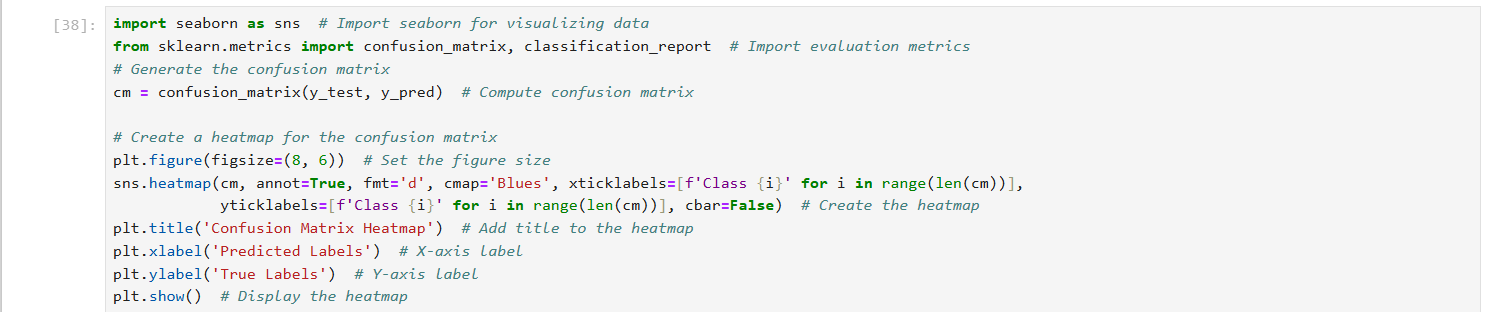 [38]: import seaborn as sns  # Import seaborn for visualizing data
from sklearn.metrics import confusion_matrix, classification_report  # Import evaluation metrics
# Generate the confusion matrix
cm = confusion_matrix(y_test, y_pred)  # Compute confusion matrix

# Create a heatmap for the confusion matrix
plt.figure(figsize=(8, 6))  # Set the figure size
sns.heatmap(cm, annot=True, fmt='d', cmap='Blues', xticklabels=[f'Class {i}' for i in range(len(cm))],
            yticklabels=[f'Class {i}' for i in range(len(cm))], cbar=False)  # Create the heatmap
plt.title('Confusion Matrix Heatmap')  # Add title to the heatmap
plt.xlabel('Predicted Labels')  # X-axis label
plt.ylabel('True Labels')  # Y-axis label
plt.show()  # Display the heatmap